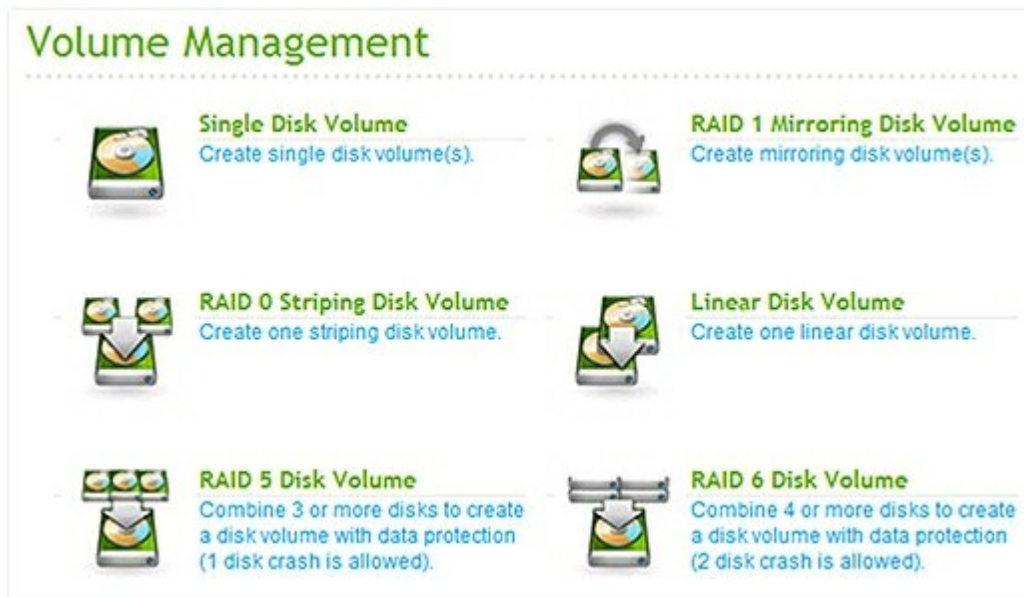 Volume Management
Single Disk Volume
Create single disk volume(s).
RAID 1 Mirroring Disk Volume
Create mirroring disk volume(s).
RAID 0 Striping Disk Volume
Create one striping disk volume.
Linear Disk Volume
Create one linear disk volume.
RAID 5 Disk Volume
Combine 3 or more disks to create
a disk volume with data protection
(1 disk crash is allowed).
RAID 6 Disk Volume
Combine 4 or more disks to create
a disk volume with data protection
(2 disk crash is allowed).